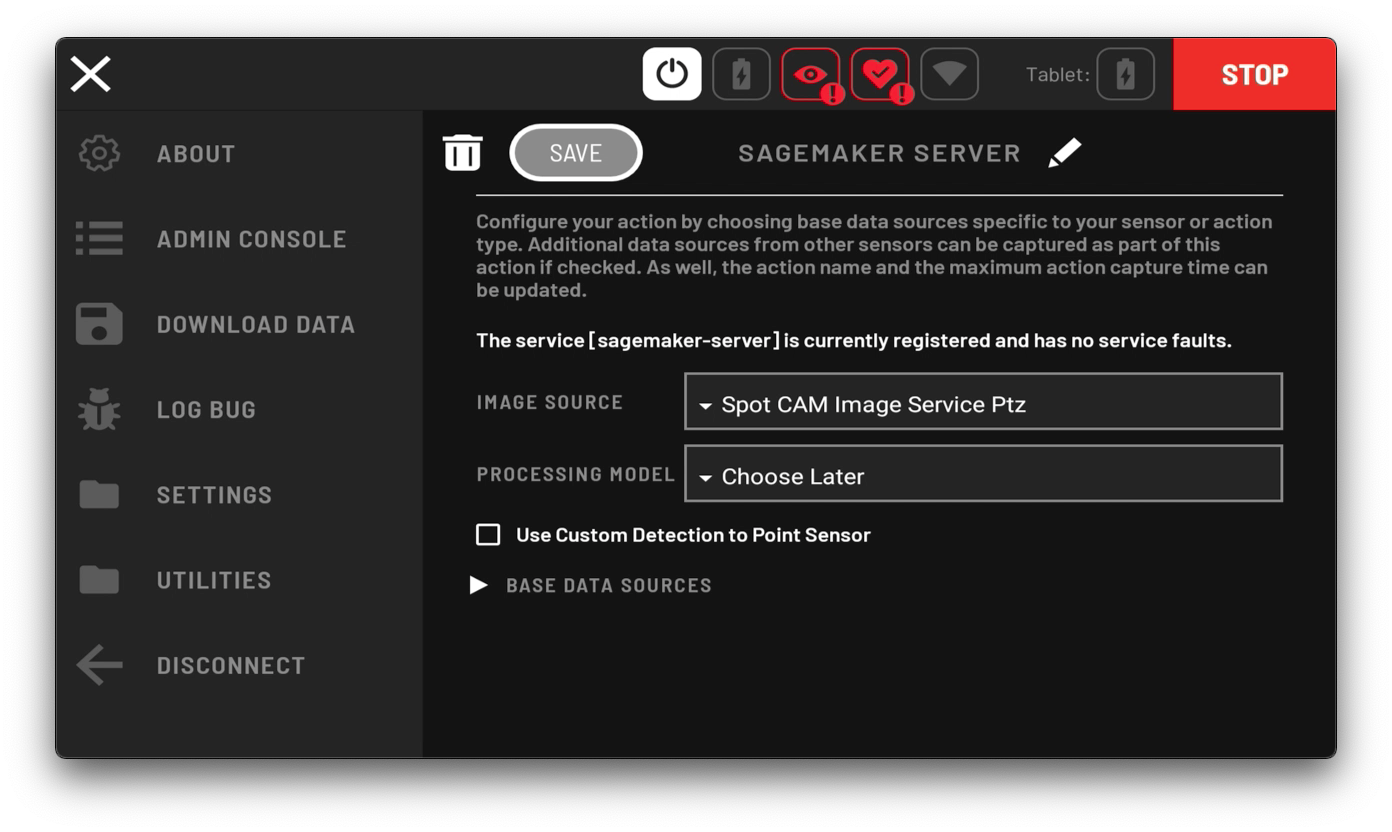 Tablet:
STOP
ABOUT
ADMIN CONSOLE
DOWNLOAD DATA
LOG BUG
SETTINGS
UTILITIES
DISCONNECT
SAVE
SAGEMAKER SERVER
Configure your action by choosing base data sources specific to your sensor or action
type. Additional data sources from other sensors can be captured as part of this
action if checked. As well, the action name and the maximum action capture time can
be updated.
The service [sagemaker-server] is currently registered and has no service faults.
IMAGE SOURCE
Spot CAM Image Service Ptz
PROCESSING MODEL
Choose Later
Use Custom Detection to Point Sensor
BASE DATA SOURCES